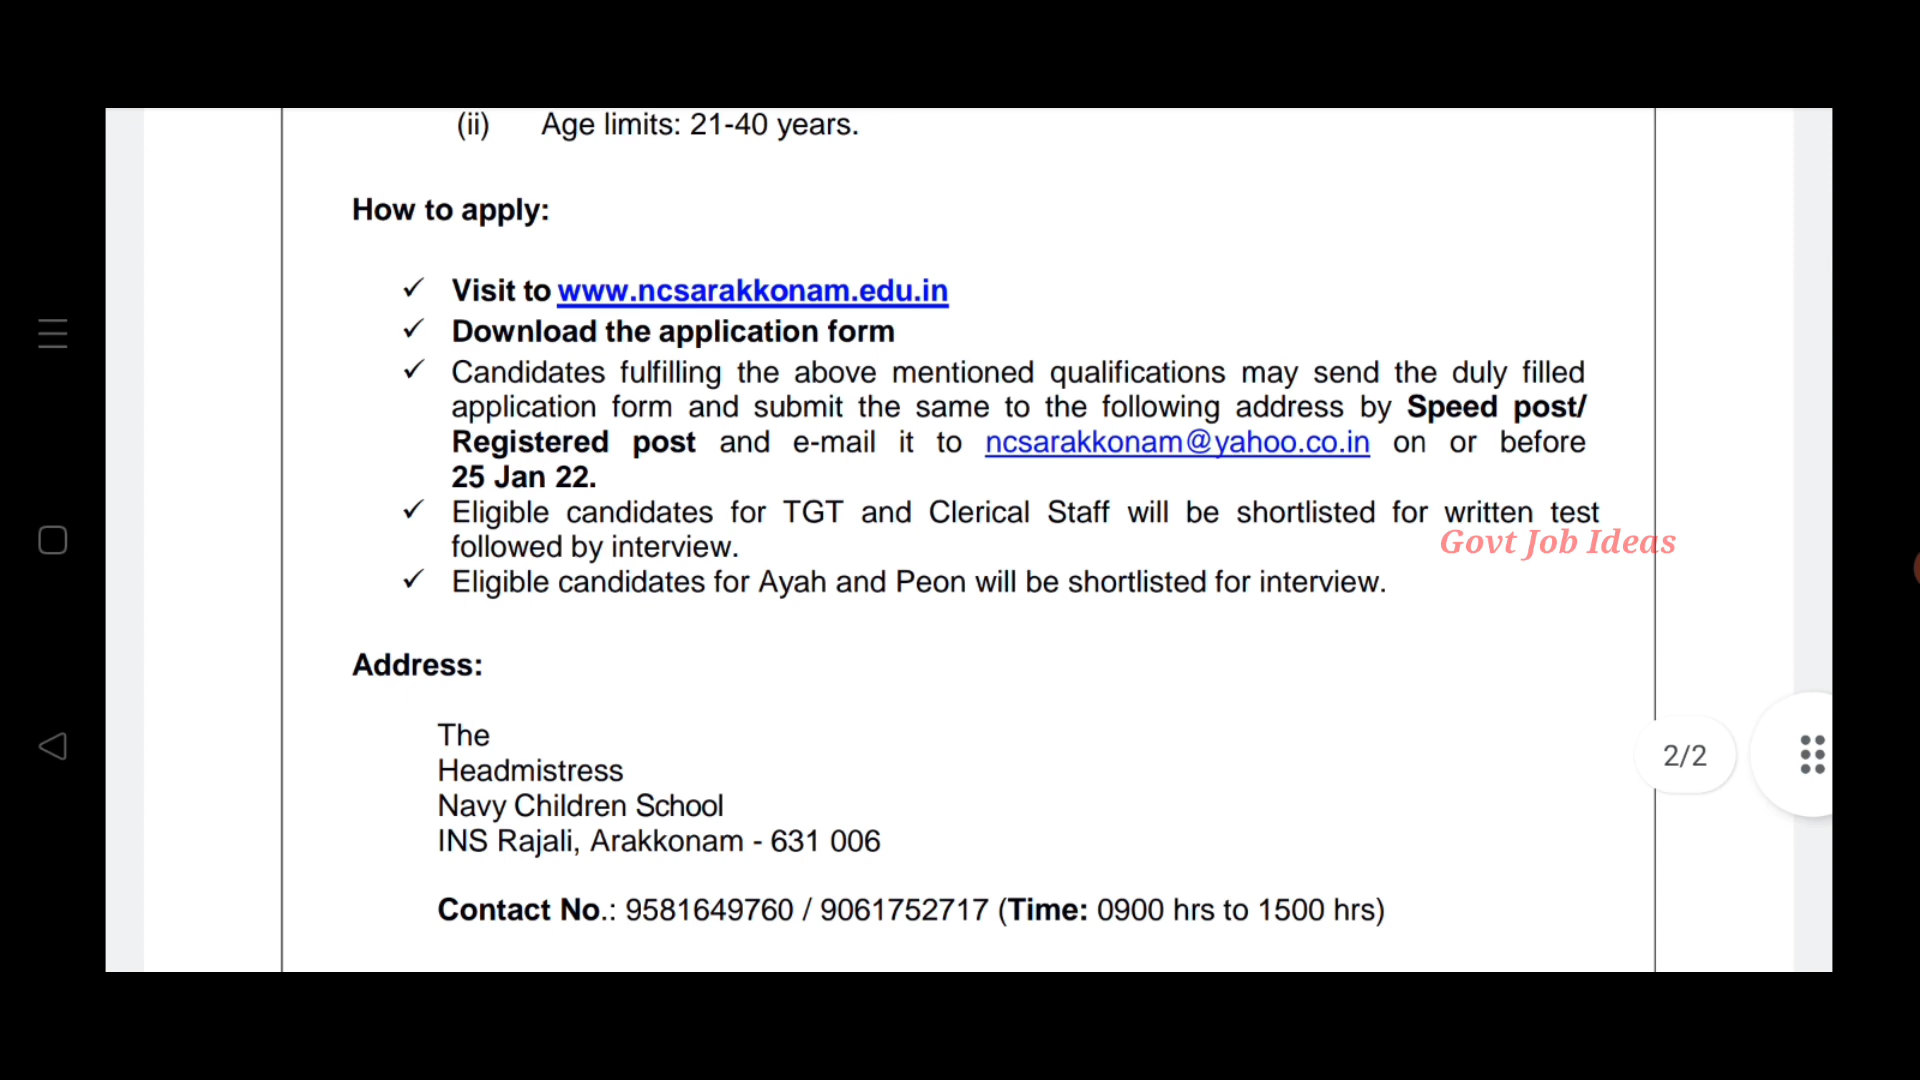 (ii) Age limits: 21-40 years.
How to apply:
✓ Visit to www.ncsarakkonam.edu.in
✓ Download the application form
✓ Candidates fulfilling the above mentioned qualifications may send the duly filled
application form and submit the same to the following address by Speed post/
Registered post and e-mail it to ncsarakkonam@yahoo.co.in on or before
25 Jan 22.
✓ Eligible candidates for TGT and Clerical Staff will be shortlisted for written test
followed by interview.
Govt Job Ideas
✓ Eligible candidates for Ayah and Peon will be shortlisted for interview.
Address:
The
Headmistress
Navy Children School
INS Rajali, Arakkonam - 631 006
2/2
Contact No.: 9581649760 / 9061752717 (Time: 0900 hrs to 1500 hrs)